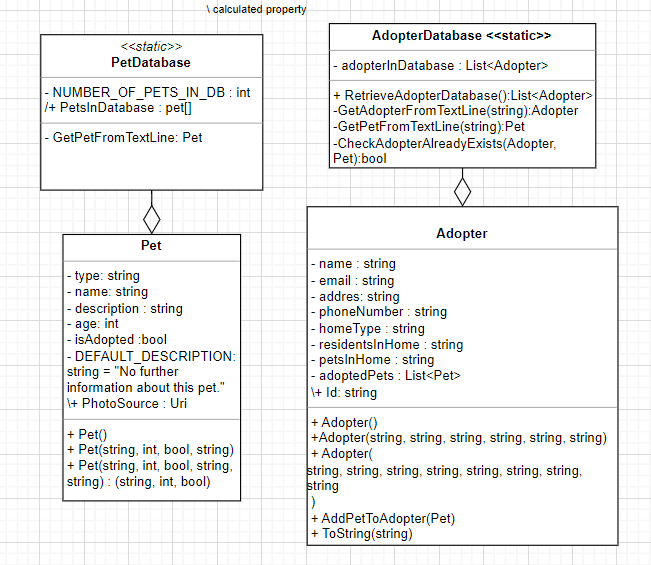 \ calculated property
<<static>>
PetDatabase
- NUMBER_OF_PETS_IN_DB : int
/+ PetsInDatabase : pet[]
- GetPetFromTextLine: Pet
AdopterDatabase <<static>>
- adopterInDatabase : List<Adopter>
+ RetrieveAdopterDatabase():List<Adopter>
-GetAdopterFromTextLine(string):Adopter
-GetPetFromTextLine(string):Pet
-CheckAdopterAlreadyExists(Adopter,
Pet):bool
Pet
- type: string
- name: string
- description : string
- age: int
- isAdopted :bool
- DEFAULT_DESCRIPTION:
string = "No further
information about this pet."
\+ PhotoSource : Uri
+ Pet()
+ Pet(string, int, bool, string)
+ Pet(string, int, bool, string,
string) : (string, int, bool)
Adopter
- name : string
- email : string
- addres: string
- phoneNumber : string
- homeType : string
- residentsInHome : string
- petsInHome : string
- adoptedPets : List<Pet>
\+ Id: string
+ Adopter()
+Adopter(string, string, string, string, string, string)
+ Adopter(
string, string, string, string, string, string, string,
string
)
+ AddPetToAdopter(Pet)
+ ToString(string)